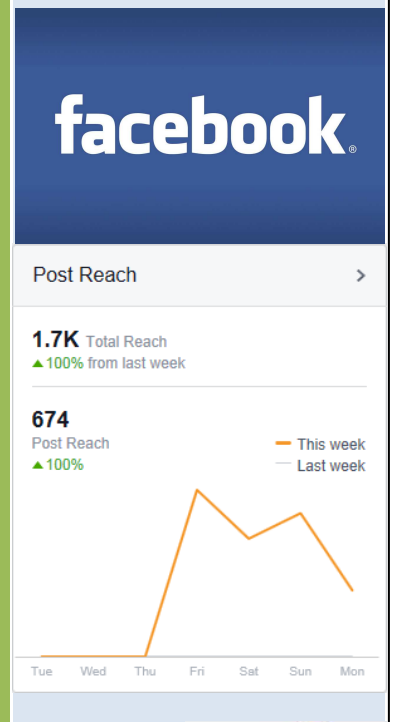 facebook®
Post Reach >
1.7K Total Reach
▲100% from last week
674
Post Reach
▲100%
This week
Last week
Tue Wed Thu Fri Sat Sun Mon